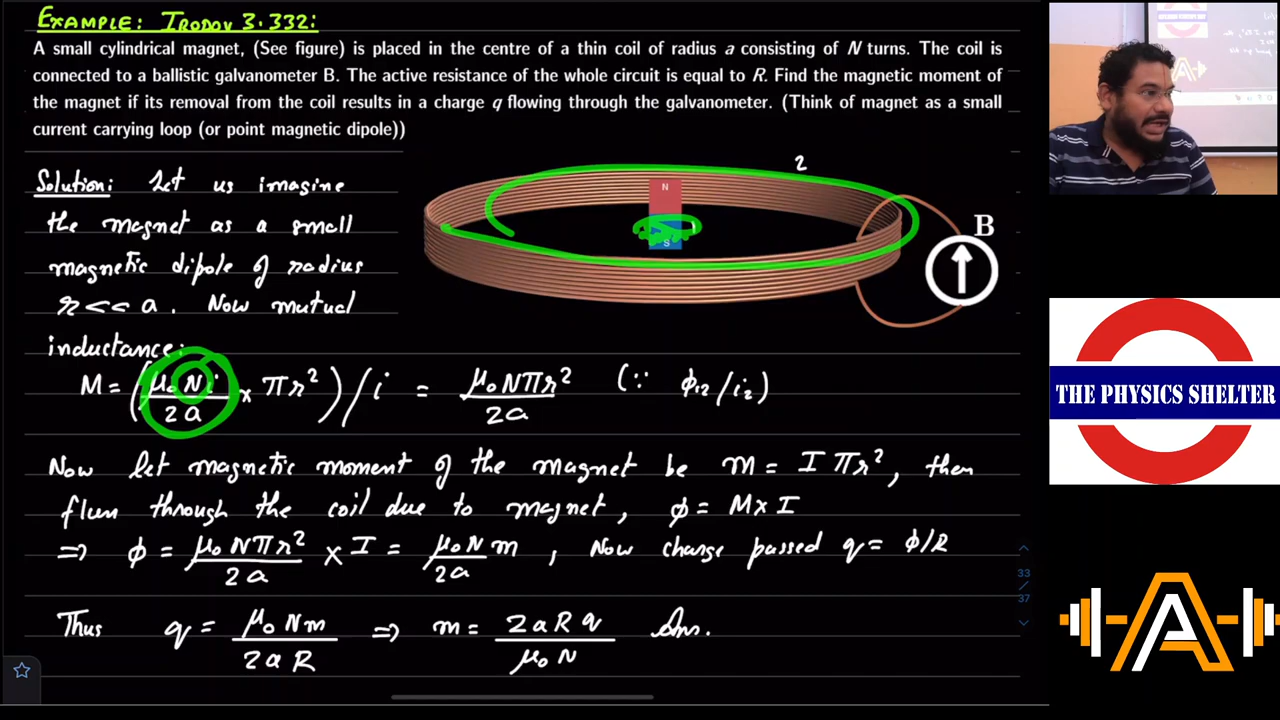 EXAMPLE: IRODOV 3.332:
A small cylindrical magnet, (See figure) is placed in the centre of a thin coil of radius a consisting of N turns. The coil is
connected to a ballistic galvanometer B. The active resistance of the whole circuit is equal to R. Find the magnetic moment of
the magnet if its removal from the coil results in a charge q flowing through the galvanometer. (Think of magnet as a small
current carrying loop (or point magnetic dipole))
Solution: Let us imagine
the magnet as a small
magnetic dipole of radius
r << a. Now mutual
inductance:
2
N
S
B
M = (μ₀Ni/2a × πr²)/i = μ₀Nπr²/2a (∵ φ₁₂/i₂)
Now let magnetic moment of the magnet be m = Iπr², then
flux through the coil due to magnet, φ = M×I
⇒ φ = μ₀Nπr²/2a × I = μ₀N/2a m, Now charge passed q = φ/R
Thus q = μ₀Nm/2aR ⇒ m = 2aRq/μ₀N Ans.
33
/
37
THE PHYSICS SHELTER
A